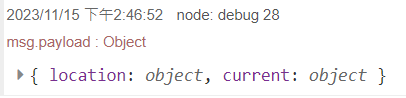 2023/11/15 下午2:46:52 node: debug 28
msg.payload : Object
{ location: object, current: object }